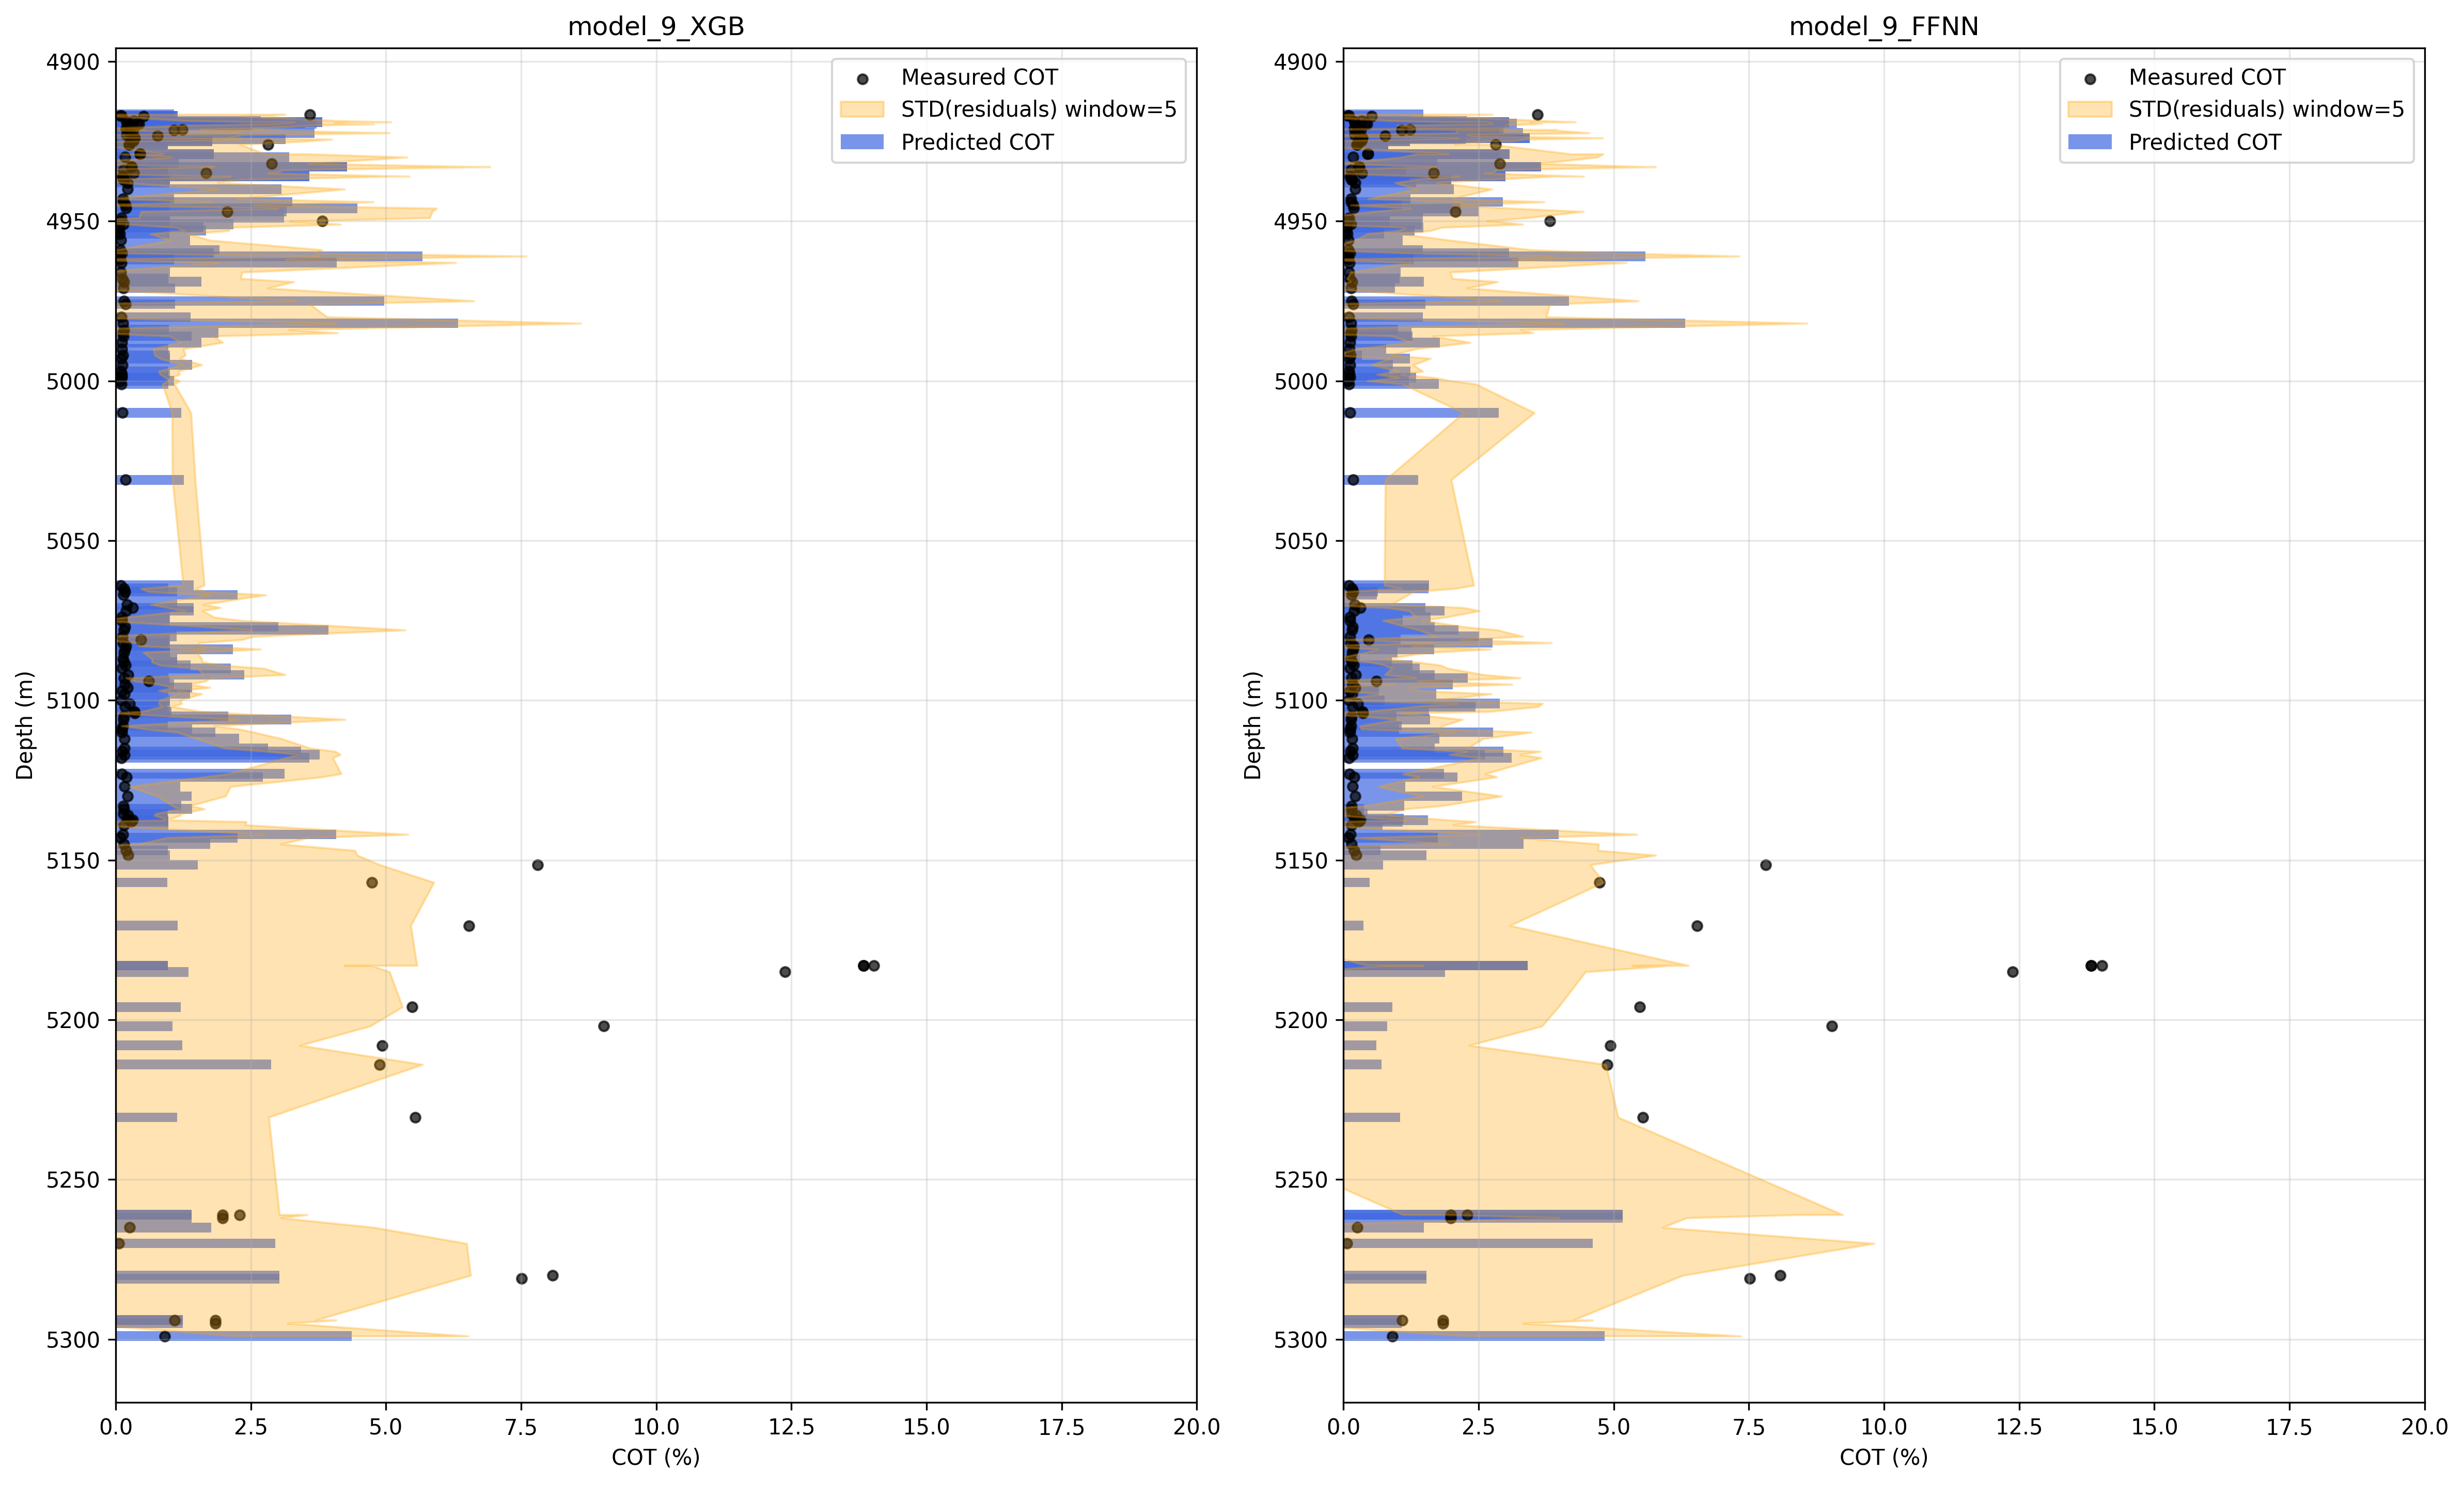 model_9_XGB
Measured COT
STD(residuals) window=5
Predicted COT
4900
4950
5000
5050
5100
5150
5200
5250
5300
Depth (m)
0.0 2.5 5.0 7.5 10.0 12.5 15.0 17.5 20.0
COT (%)
model_9_FFNN
Measured COT
STD(residuals) window=5
Predicted COT
4900
4950
5000
5050
5100
5150
5200
5250
5300
Depth (m)
0.0 2.5 5.0 7.5 10.0 12.5 15.0 17.5 20.0
COT (%)